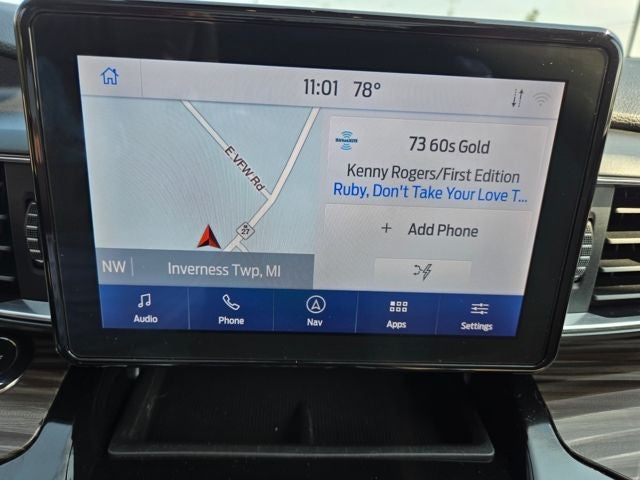 11:01 78°
E VFW Rd
M
27
NW Inverness Twp, MI
SiriusXM
73 60s Gold
Kenny Rogers/First Edition
Ruby, Don't Take Your Love T...
+ Add Phone
Audio Phone Nav Apps Settings